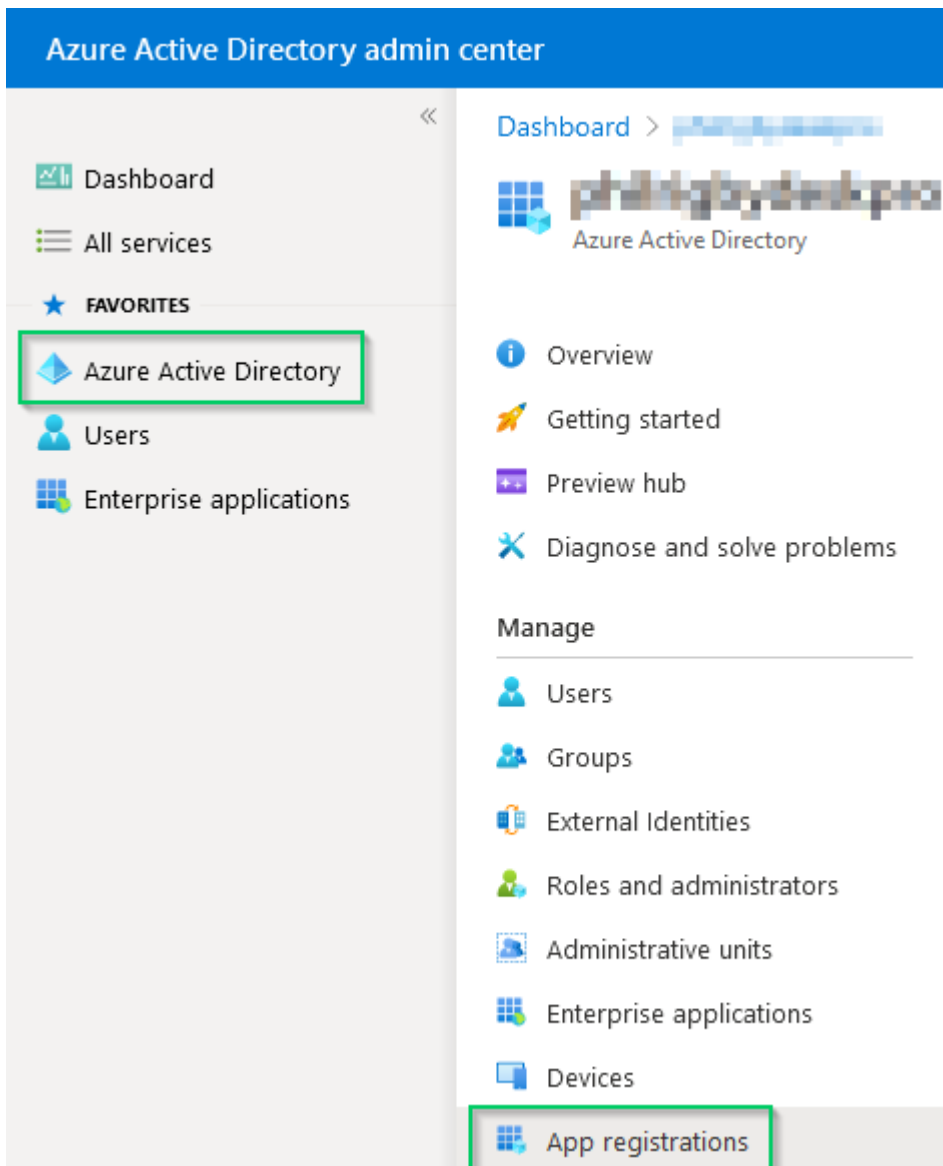 Azure Active Directory admin center
«
Dashboard
All services
FAVORITES
Azure Active Directory
Users
Enterprise applications
Dashboard >
Azure Active Directory
Overview
Getting started
Preview hub
Diagnose and solve problems
Manage
Users
Groups
External Identities
Roles and administrators
Administrative units
Enterprise applications
Devices
App registrations